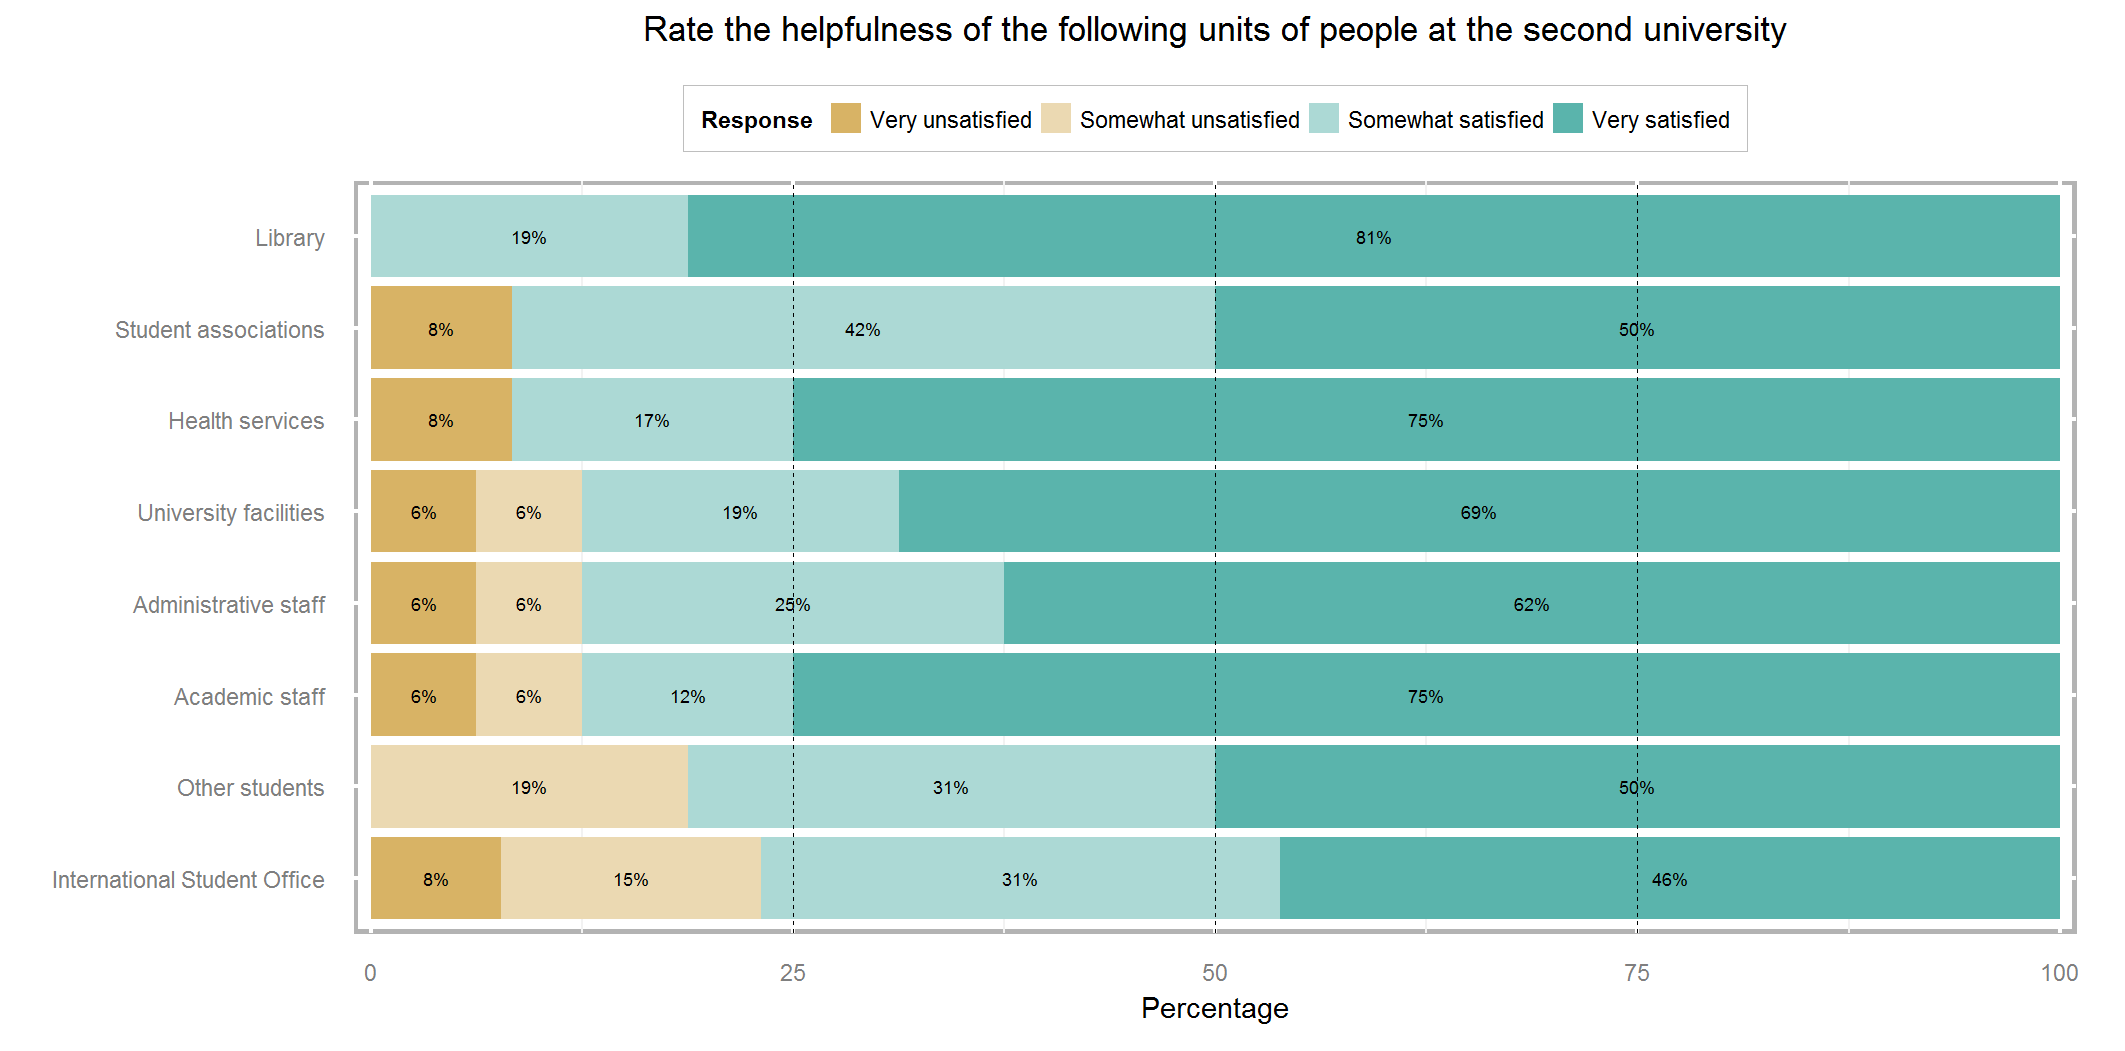 Rate the helpfulness of the following units of people at the second university
Response Very unsatisfied Somewhat unsatisfied Somewhat satisfied Very satisfied
Library 19% 81%
Student associations 8% 42% 50%
Health services 8% 17% 75%
University facilities 6% 6% 19% 69%
Administrative staff 6% 6% 25% 62%
Academic staff 6% 6% 12% 75%
Other students 19% 31% 50%
International Student Office 8% 15% 31% 46%
0 25 50 75 100
Percentage